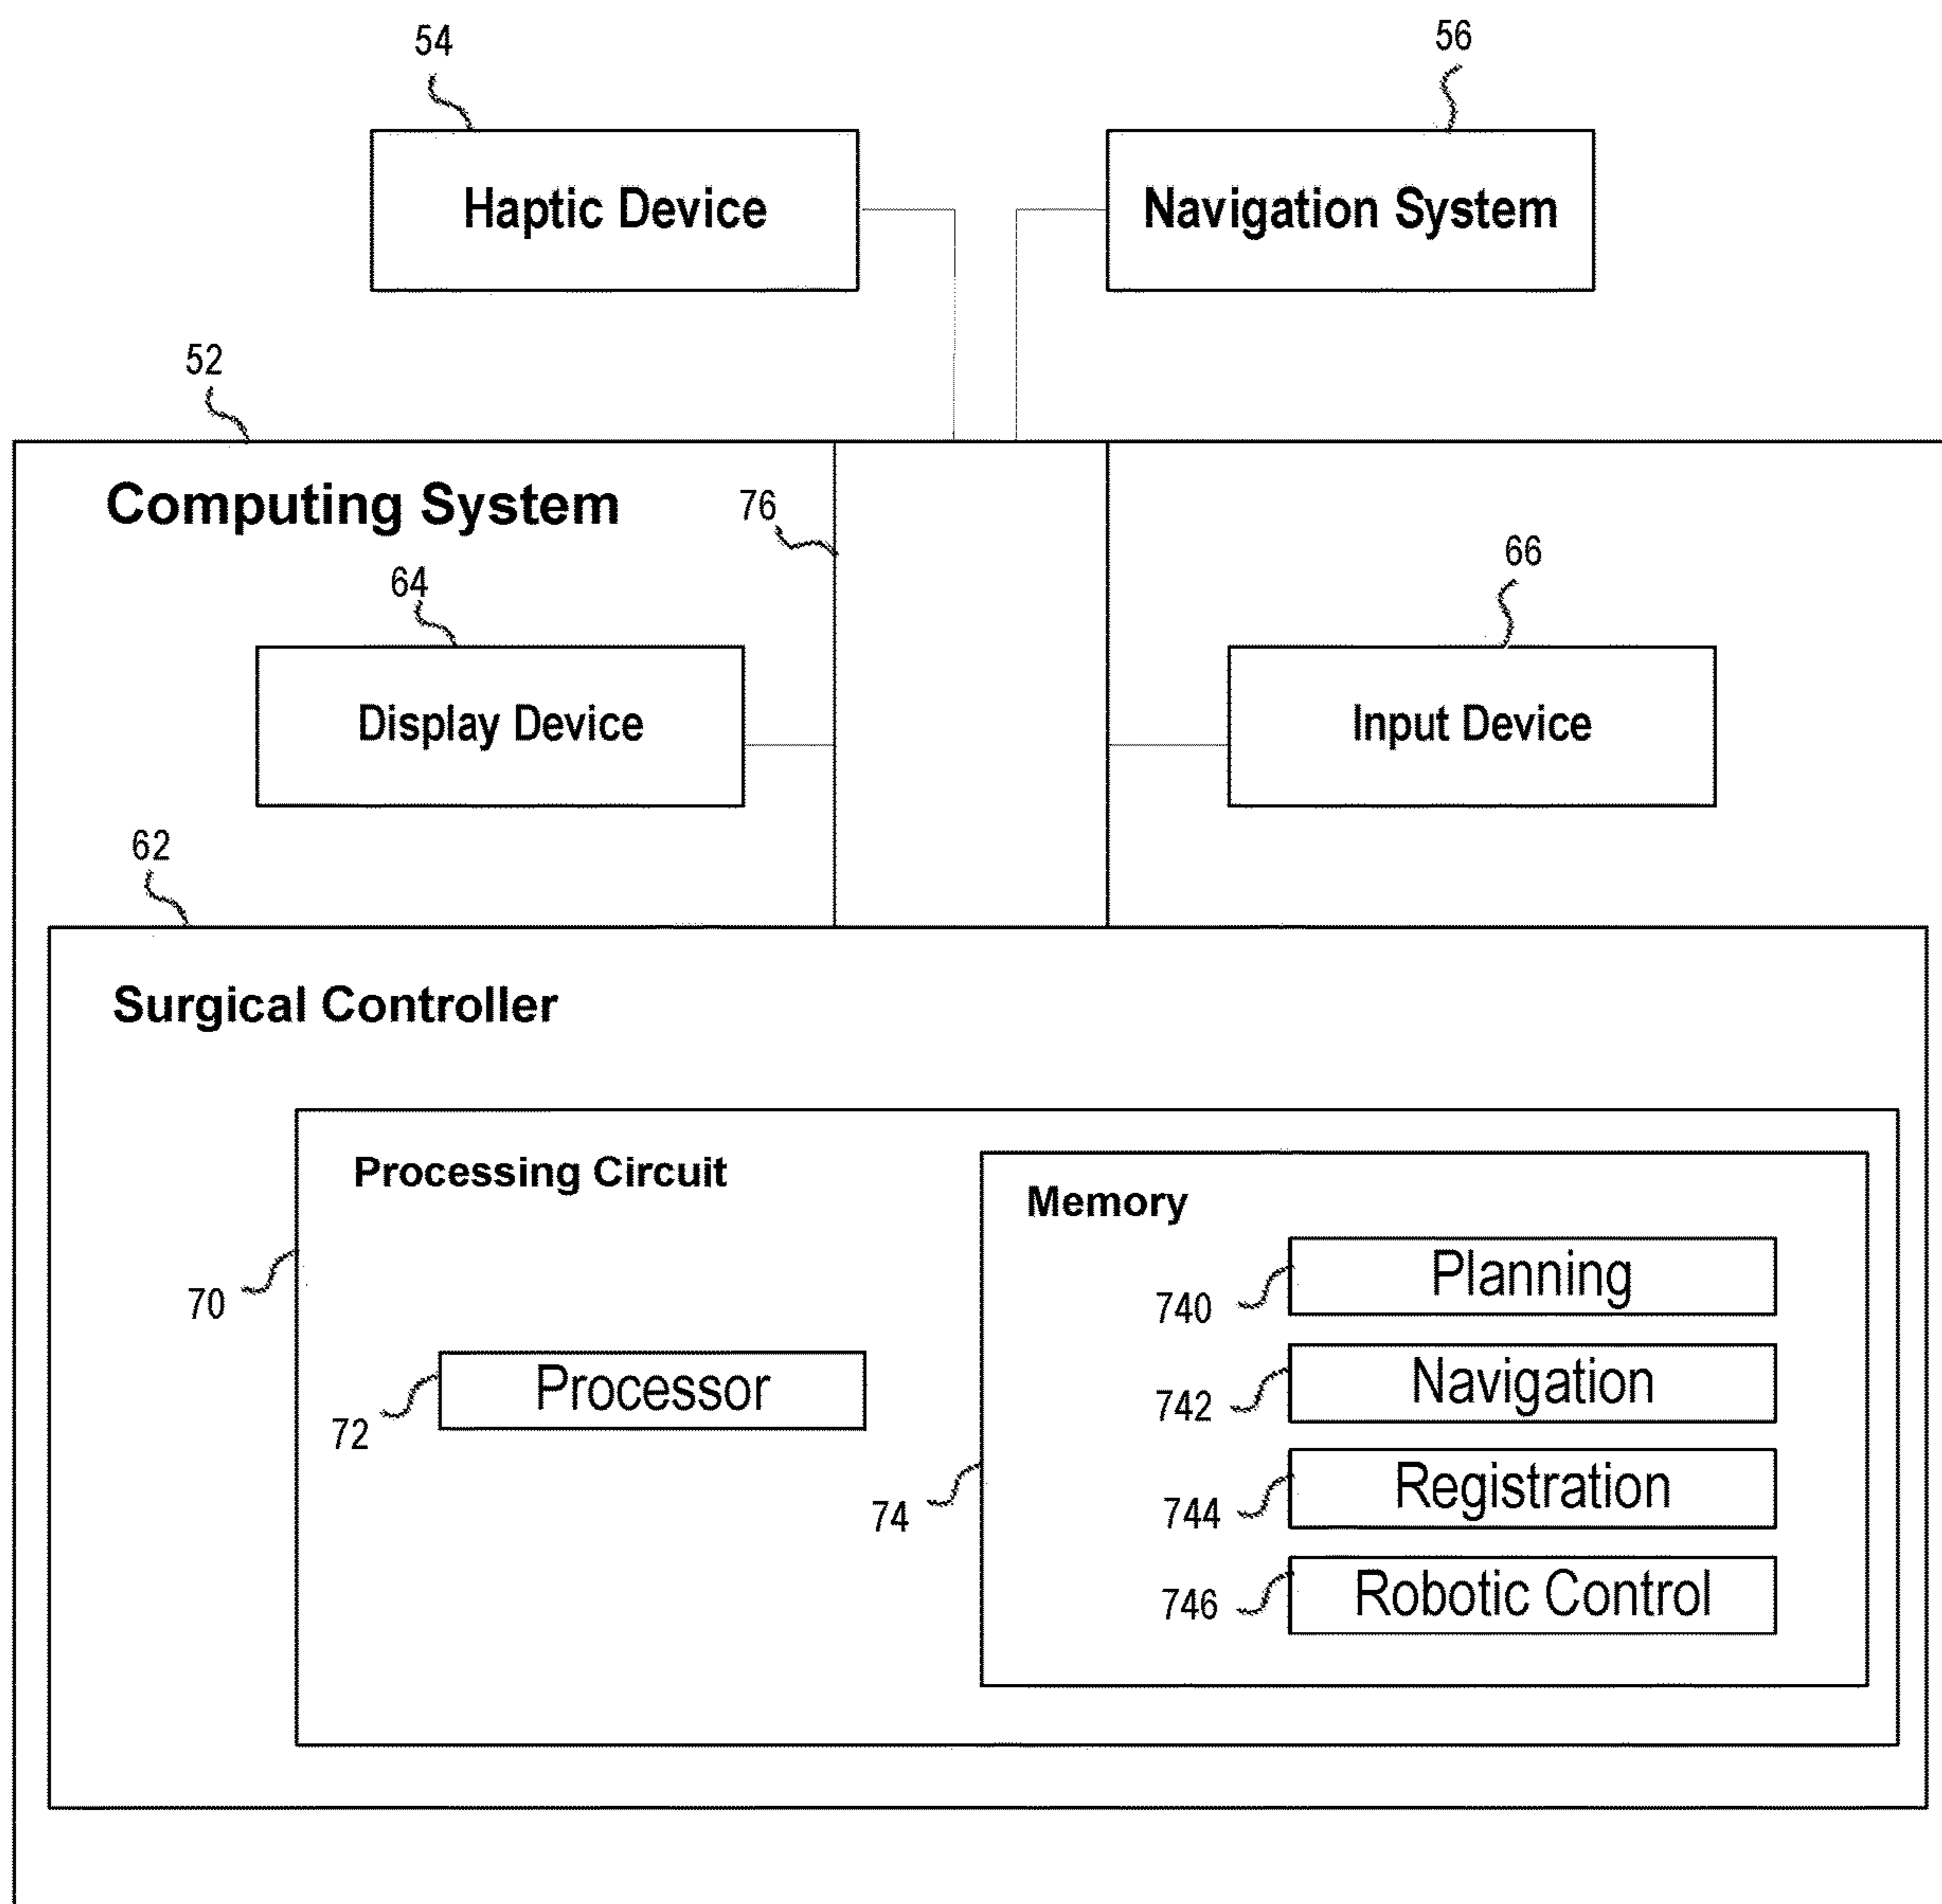 54
56
Haptic Device
Navigation System
52
Computing System
76
64
66
Display Device
Input Device
62
Surgical Controller
Processing Circuit
Memory
70
740
Planning
72
Processor
742
Navigation
74
744
Registration
746
Robotic Control